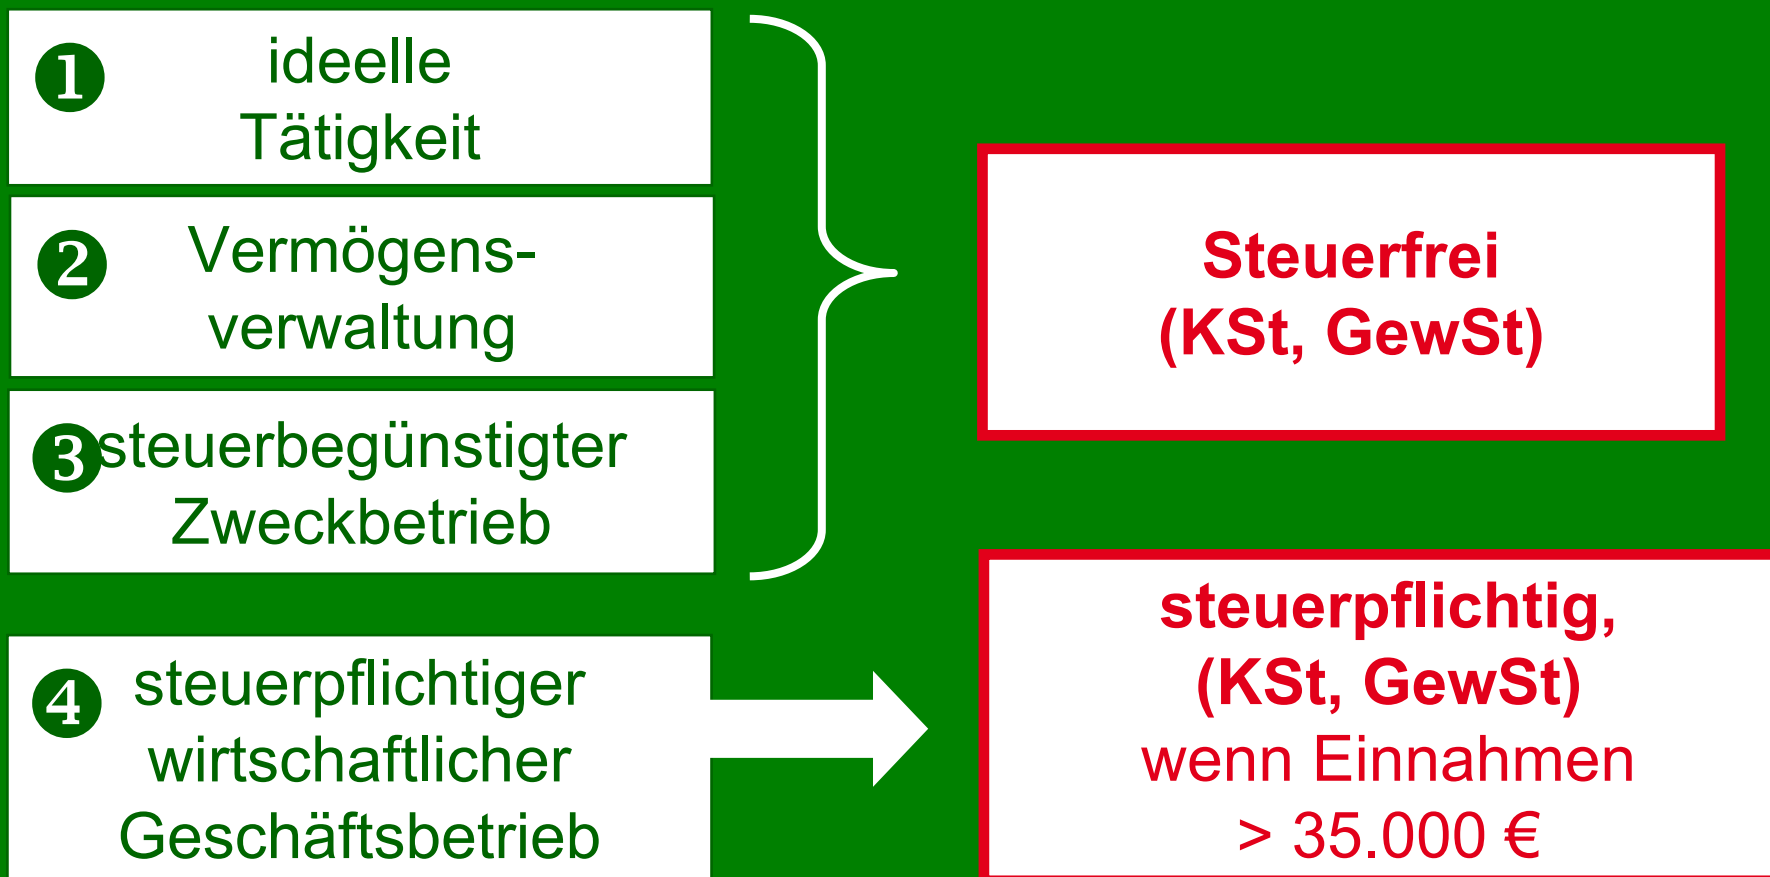 ❶ ideelle
Tätigkeit
❷ Vermögens-
verwaltung
❸ steuerbegünstigter
Zweckbetrieb
Steuerfrei
(KSt, GewSt)
❹ steuerpflichtiger
wirtschaftlicher
Geschäftsbetrieb
steuerpflichtig,
(KSt, GewSt)
wenn Einnahmen
> 35.000 €